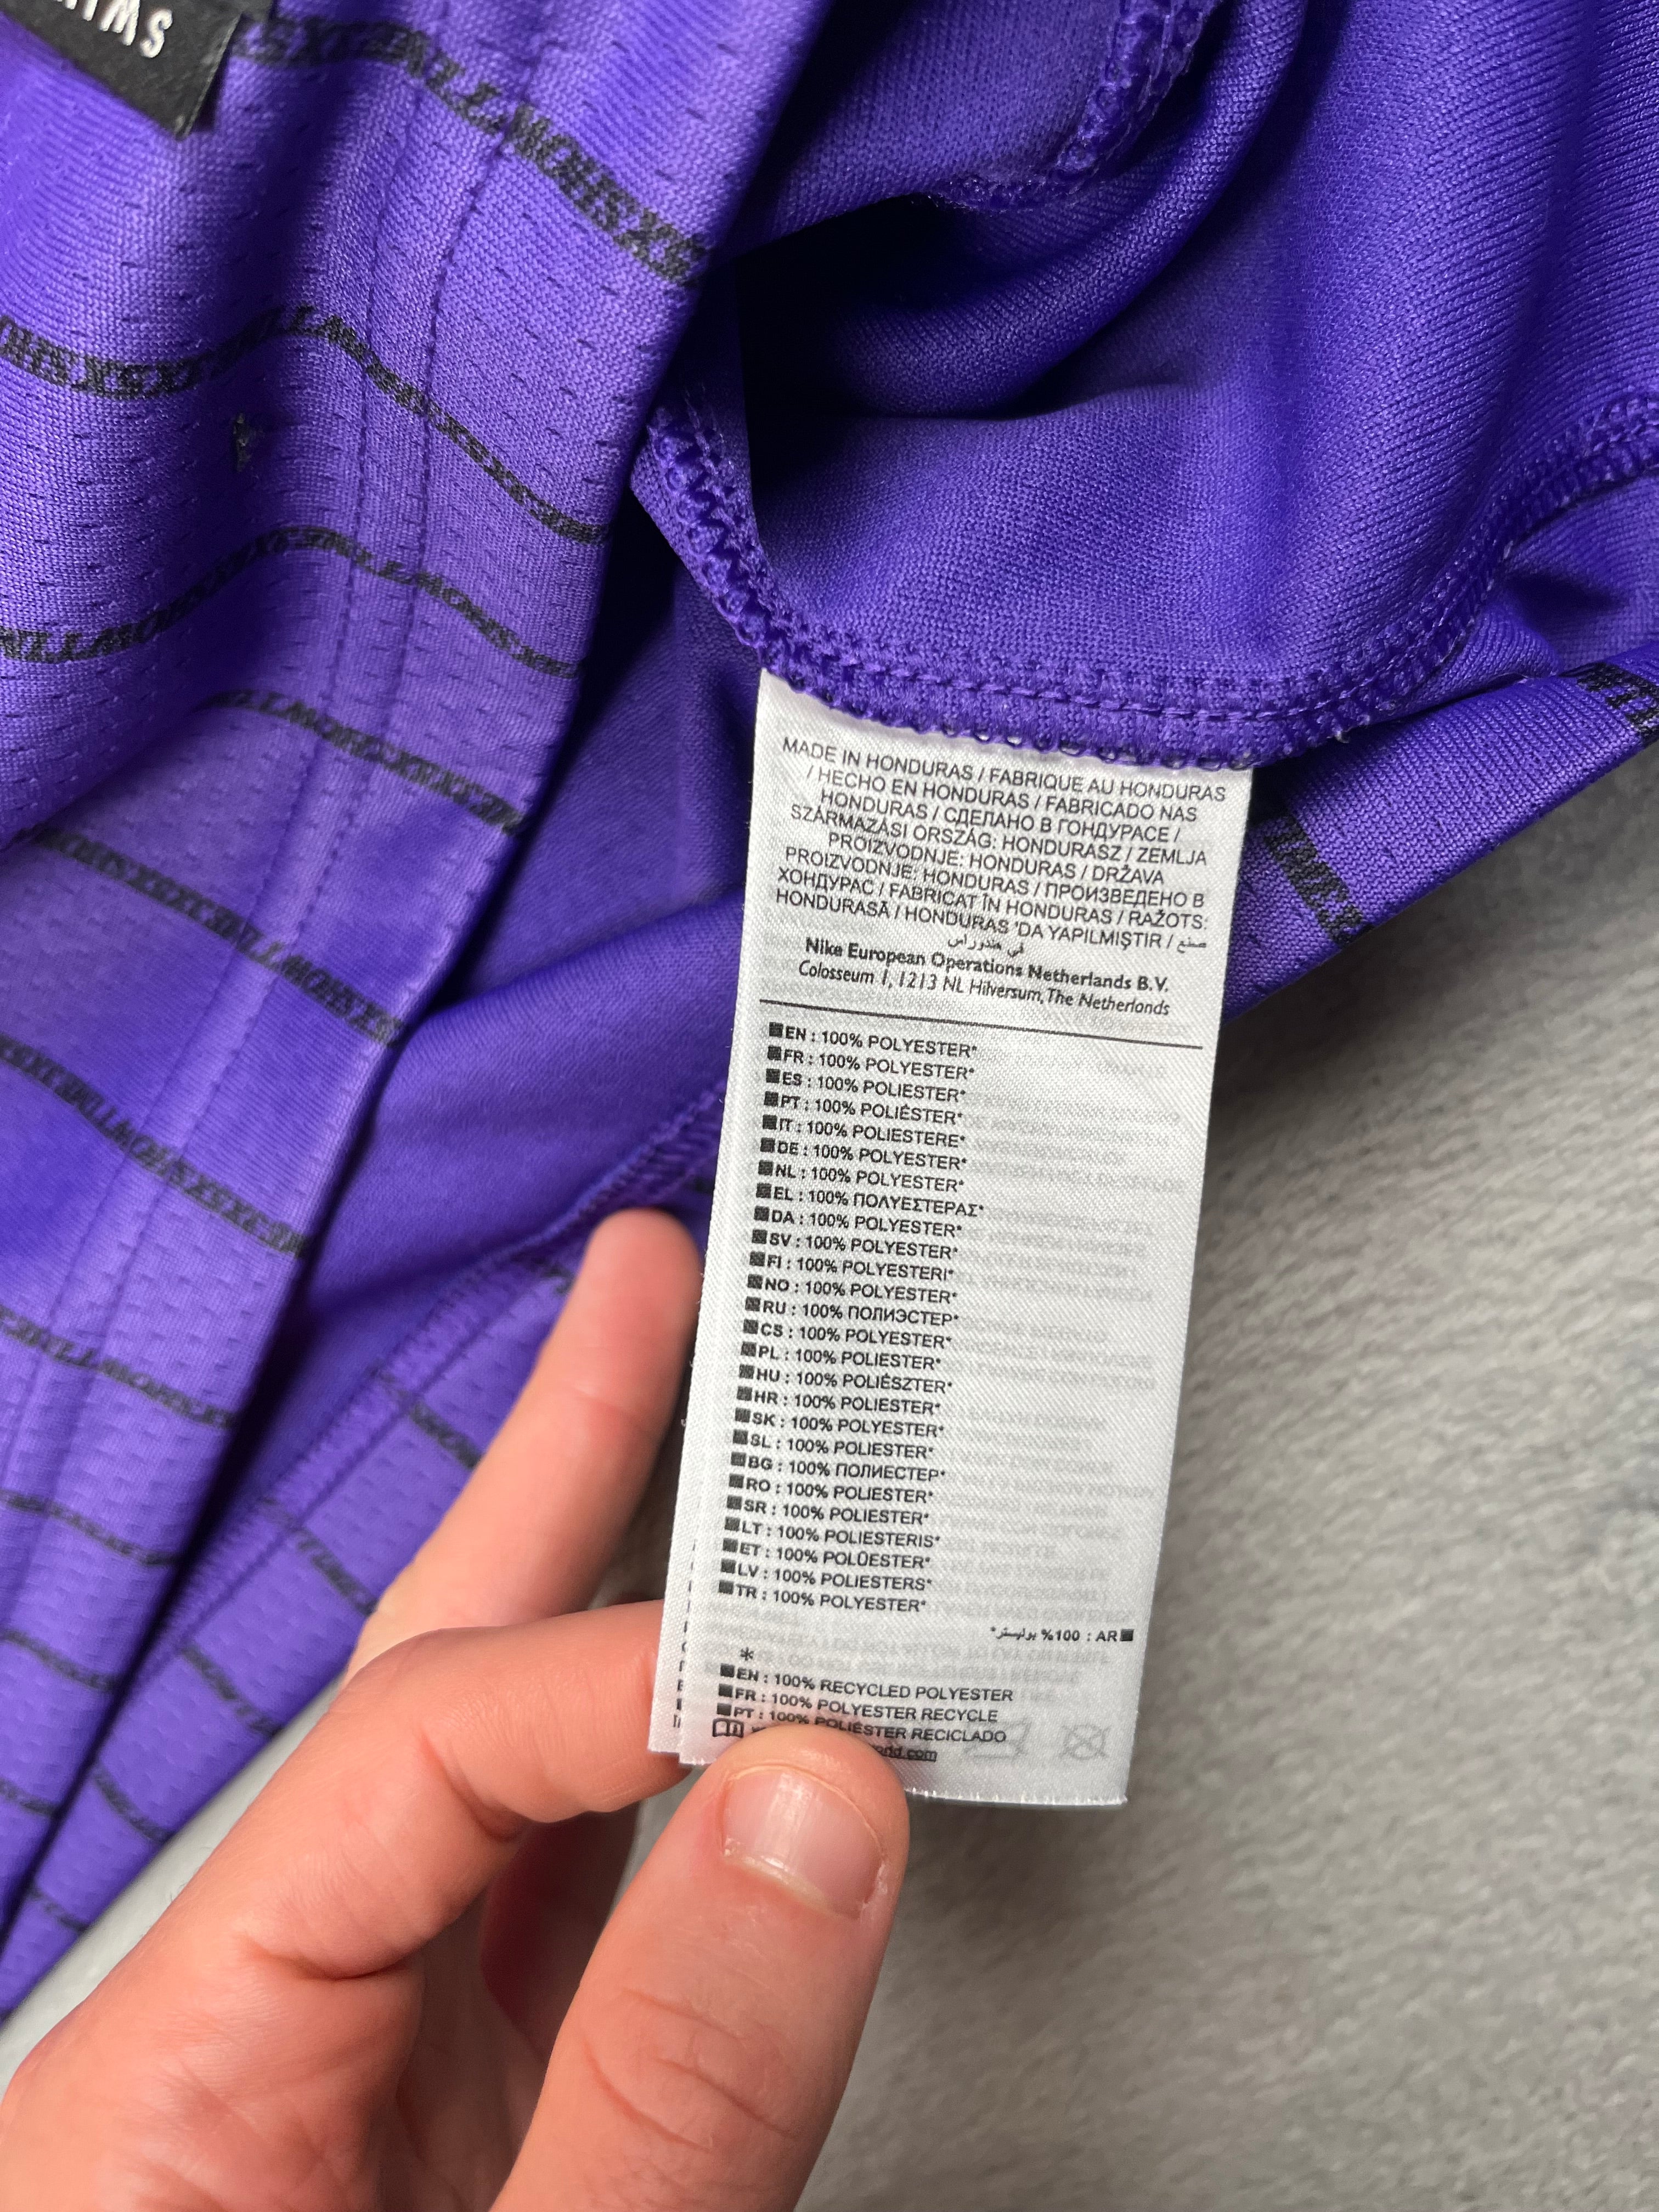 SWIM
MADE IN HONDURAS / FABRIQUE AU HONDURAS
/ HECHO EN HONDURAS / FABRICADO NAS
HONDURAS / СДЕЛАНО В ГОНДУРАСЕ /
SZÁRMAZÁSI ORSZÁG: HONDURASZ / ZEMLJA
PROIZVODNJE: HONDURAS / DRŽAVA
PROIZVODNJE: HONDURAS / ПРОИЗВЕДЕНО В
ХОНДУРАС / FABRICAT ÎN HONDURAS / RAŽOTS:
HONDURASĀ / HONDURAS 'DA YAPILMIŞTIR / صنع
في هندوراس
Nike European Operations Netherlands B.V.
Colosseum 1, 1213 NL Hilversum, The Netherlands
EN : 100% POLYESTER*
FR : 100% POLYESTER*
ES : 100% POLIESTER*
PT : 100% POLIÉSTER*
IT : 100% POLIESTERE*
DE : 100% POLYESTER*
NL : 100% POLYESTER*
EL : 100% ΠΟΛΥΕΣΤΕΡΑΣ*
DA : 100% POLYESTER*
SV : 100% POLYESTER*
FI : 100% POLYESTERI*
NO : 100% POLYESTER*
RU : 100% ПОЛИЭСТЕР*
CS : 100% POLYESTER*
PL : 100% POLIESTER*
HU : 100% POLIÉSZTER*
HR : 100% POLIESTER*
SK : 100% POLYESTER*
SL : 100% POLIESTER*
BG : 100% ПОЛИЕСТЕР*
RO : 100% POLIESTER*
SR : 100% POLIESTER*
LT : 100% POLIESTERIS*
ET : 100% POLÜESTER*
LV : 100% POLIESTERS*
TR : 100% POLYESTER*
AR : 100% بوليستر*
*
EN : 100% RECYCLED POLYESTER
FR : 100% POLYESTER RECYCLE
PT : 100% POLIÉSTER RECICLADO